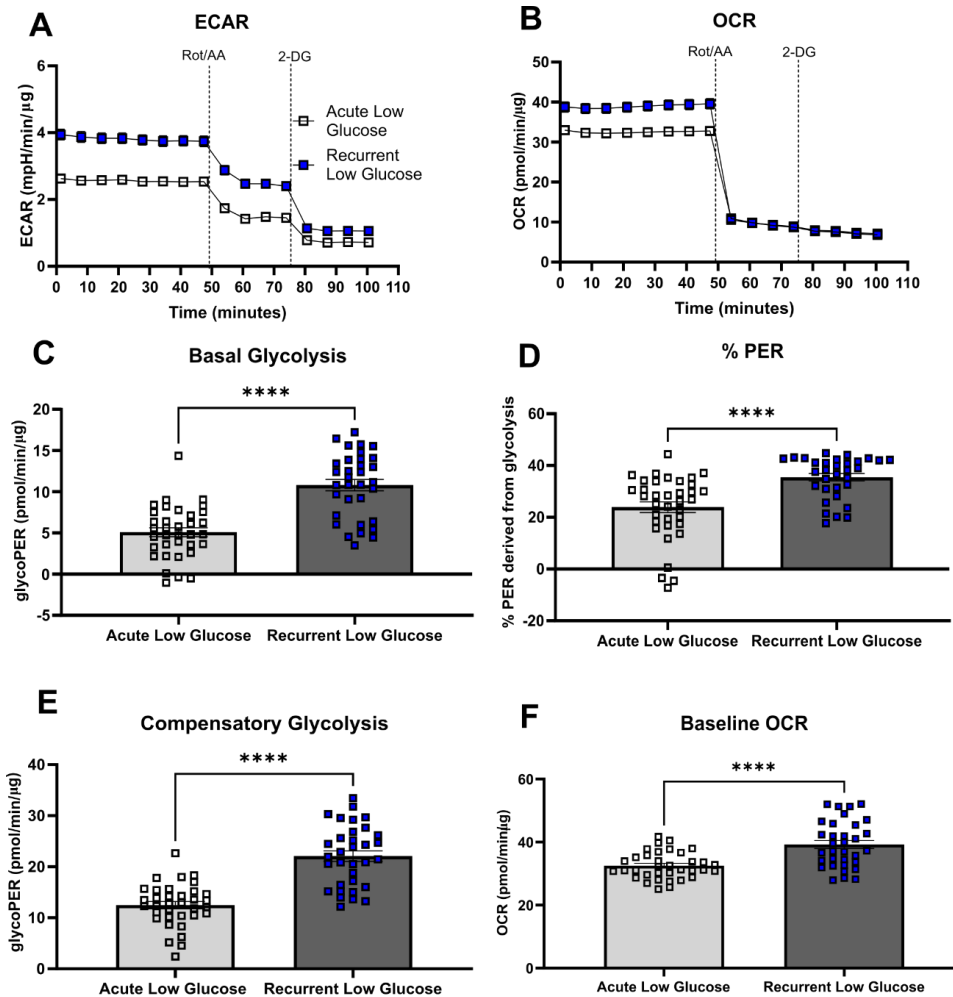 A
ECAR
Rot/AA
2-DG
6
4
2
0
ECAR (mpH/min/µg)
Acute Low
Glucose
Recurrent
Low Glucose
0 10 20 30 40 50 60 70 80 90 100 110
Time (minutes)
B
OCR
Rot/AA
2-DG
50
40
30
20
10
0
OCR (pmol/min/µg)
0 10 20 30 40 50 60 70 80 90 100 110
Time (minutes)
C
Basal Glycolysis
****
20
15
10
5
0
-5
glycoPER (pmol/min/µg)
Acute Low Glucose Recurrent Low Glucose
D
% PER
****
60
40
20
0
-20
% PER derived from glycolysis
Acute Low Glucose Recurrent Low Glucose
E
Compensatory Glycolysis
****
40
30
20
10
0
glycoPER (pmol/min/µg)
Acute Low Glucose Recurrent Low Glucose
F
Baseline OCR
****
60
40
20
0
OCR (pmol/min/µg)
Acute Low Glucose Recurrent Low Glucose